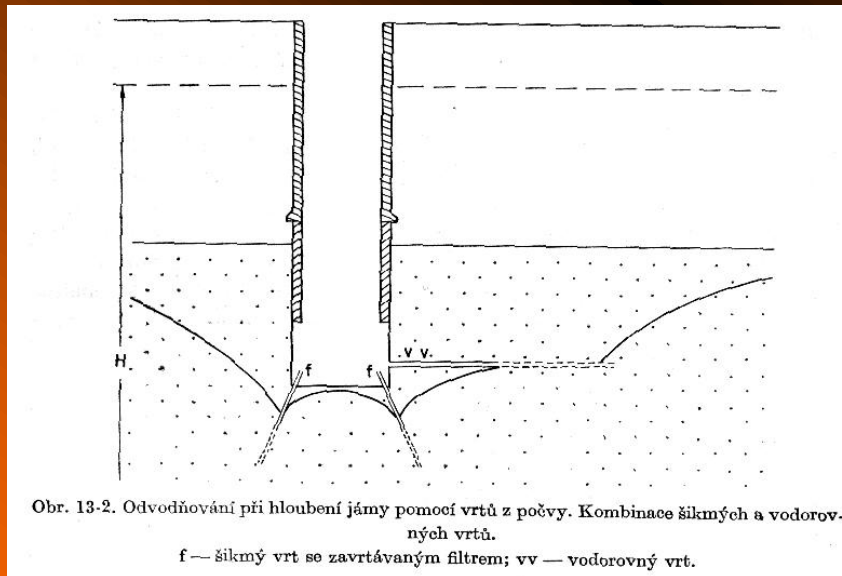 H
f
f
v v.
Obr. 13-2. Odvodňování při hloubení jámy pomocí vrtů z počvy. Kombinace šikmých a vodorov-
ných vrtů.
f — šikmý vrt se zavrtávaným filtrem; vv — vodorovný vrt.